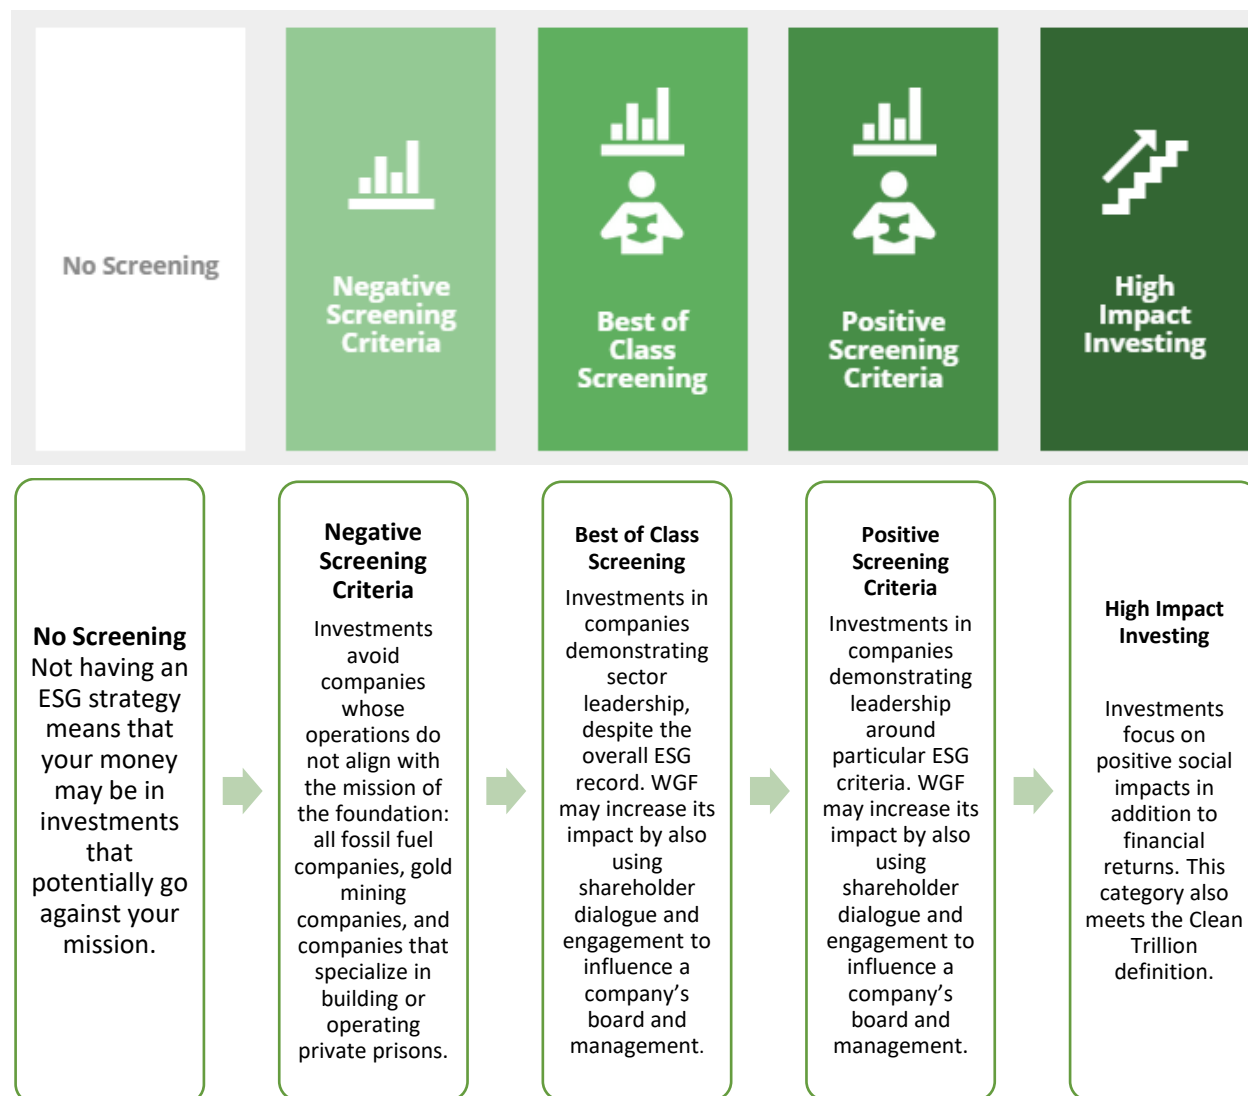 No Screening
Negative
Screening
Criteria
Best of
Class
Screening
Positive
Screening
Criteria
High
Impact
Investing
No Screening
Not having an
ESG strategy
means that
your money
may be in
investments
that
potentially go
against your
mission.
Negative
Screening
Criteria
Investments
avoid
companies
whose
operations do
not align with
the mission of
the foundation:
all fossil fuel
companies, gold
mining
companies, and
companies that
specialize in
building or
operating
private prisons.
Best of Class
Screening
Investments in
companies
demonstrating
sector
leadership,
despite the
overall ESG
record. WGF
may increase its
impact by also
using
shareholder
dialogue and
engagement to
influence a
company’s
board and
management.
Positive
Screening
Criteria
Investments in
companies
demonstrating
leadership
around
particular ESG
criteria. WGF
may increase its
impact by also
using
shareholder
dialogue and
engagement to
influence a
company’s
board and
management.
High Impact
Investing
Investments
focus on
positive social
impacts in
addition to
financial
returns. This
category also
meets the Clean
Trillion
definition.